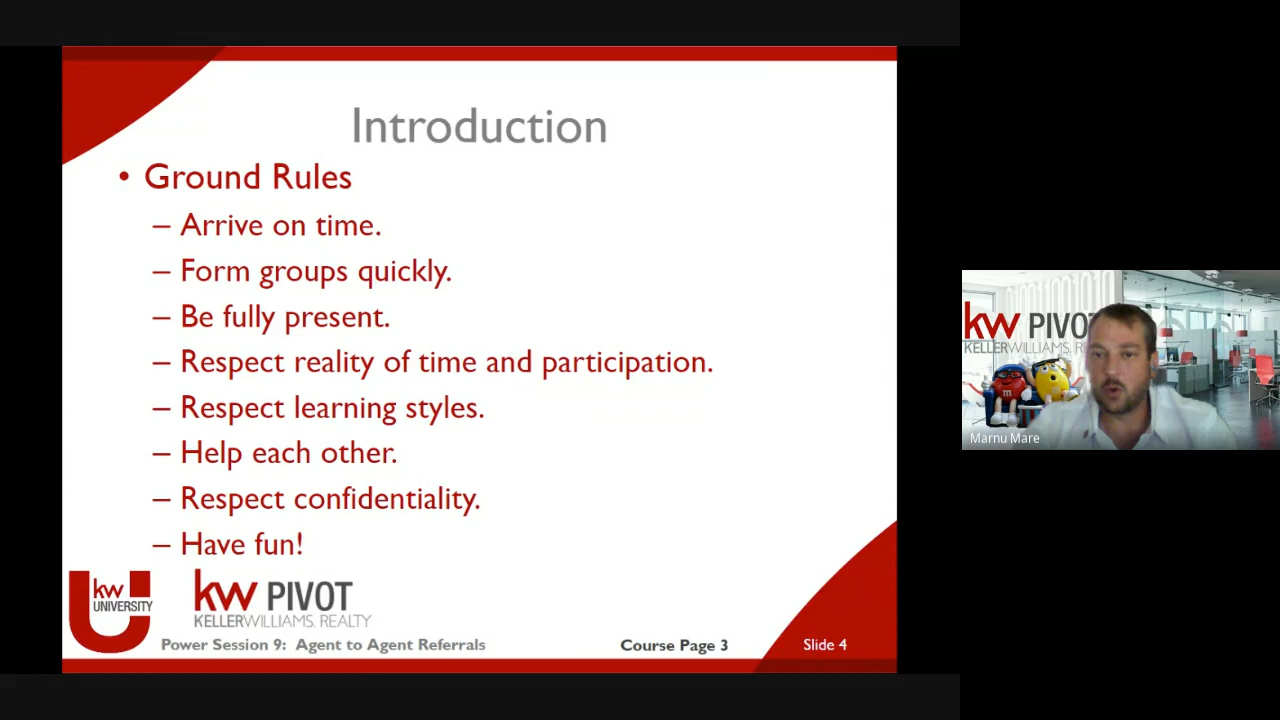 Introduction
• Ground Rules
– Arrive on time.
– Form groups quickly.
– Be fully present.
– Respect reality of time and participation.
– Respect learning styles.
– Help each other.
– Respect confidentiality.
– Have fun!
kw
UNIVERSITY
kw PIVOT
KELLERWILLIAMS. REALTY
Power Session 9: Agent to Agent Referrals
Course Page 3
Slide 4
kw PIVOT
KELLERWILLIAMS. RE
m
Marnu Mare